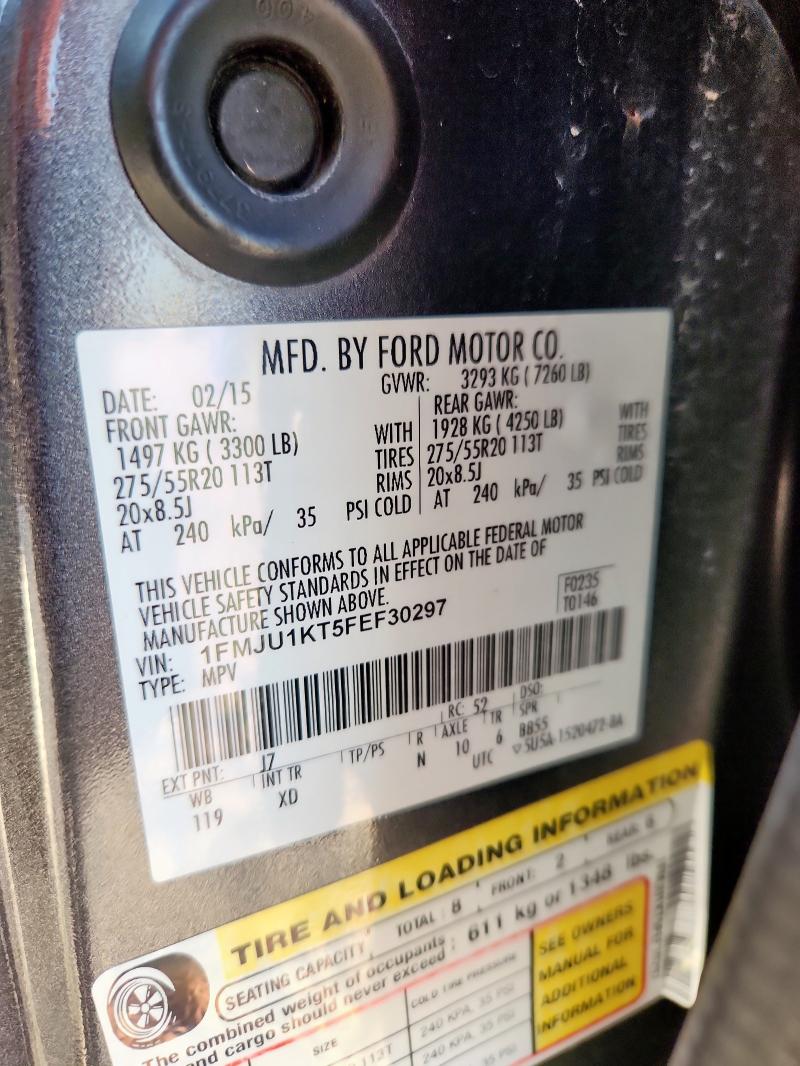 MFD. BY FORD MOTOR CO.
DATE: 02/15 GVWR: 3293 KG ( 7260 LB)
FRONT GAWR: REAR GAWR:
1497 KG ( 3300 LB) WITH 1928 KG ( 4250 LB) WITH
275/55R20 113T TIRES 275/55R20 113T TIRES
20x8.5J RIMS 20x8.5J RIMS
AT 240 kPa/ 35 PSI COLD AT 240 kPa/ 35 PSI COLD
THIS VEHICLE CONFORMS TO ALL APPLICABLE FEDERAL MOTOR
VEHICLE SAFETY STANDARDS IN EFFECT ON THE DATE OF
MANUFACTURE SHOWN ABOVE.
F0235
T0146
VIN: 1FMJU1KT5FEF30297
TYPE: MPV
EXT PNT: J7 RC: 52 DSO:
WB INT TR TP/PS R AXLE TR SPR
119 XD N 10 6 BB55
UTC
TIRE AND LOADING INFORMATION
SEATING CAPACITY TOTAL: 8 FRONT: 2 REAR: 6
The combined weight of occupants
and cargo should never exceed: 611 kg or 1348 lbs.
SIZE COLD TIRE PRESSURE
113T 240 KPA, 35 PSI
240 KPA, 35 PSI
35 PSI
SEE OWNERS
MANUAL FOR
ADDITIONAL
INFORMATION